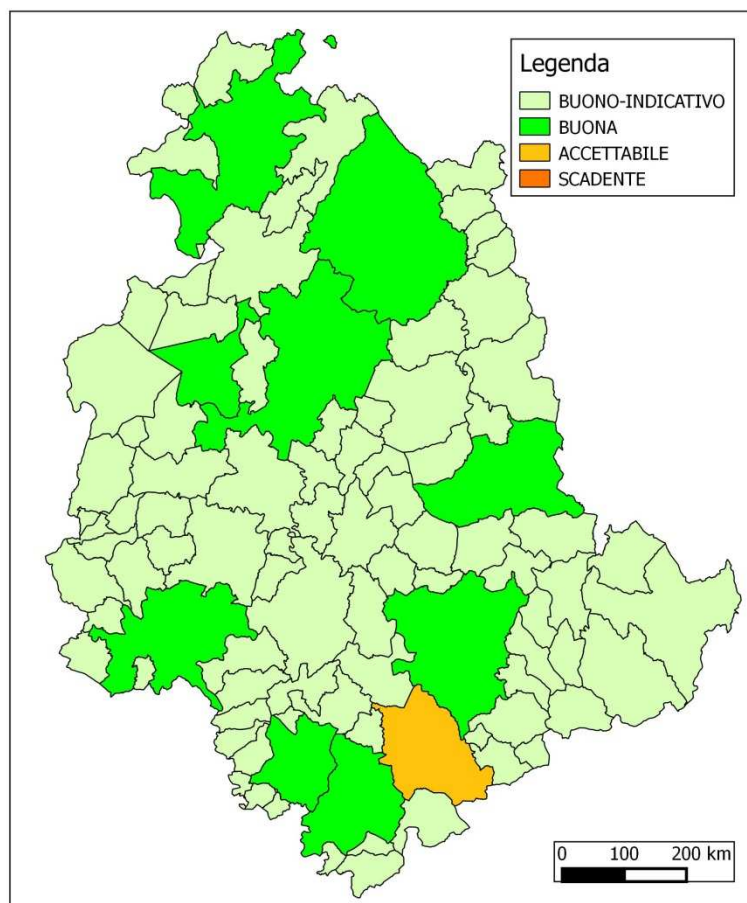 Legenda
BUONO-INDICATIVO
BUONA
ACCETTABILE
SCADENTE
0 100 200 km